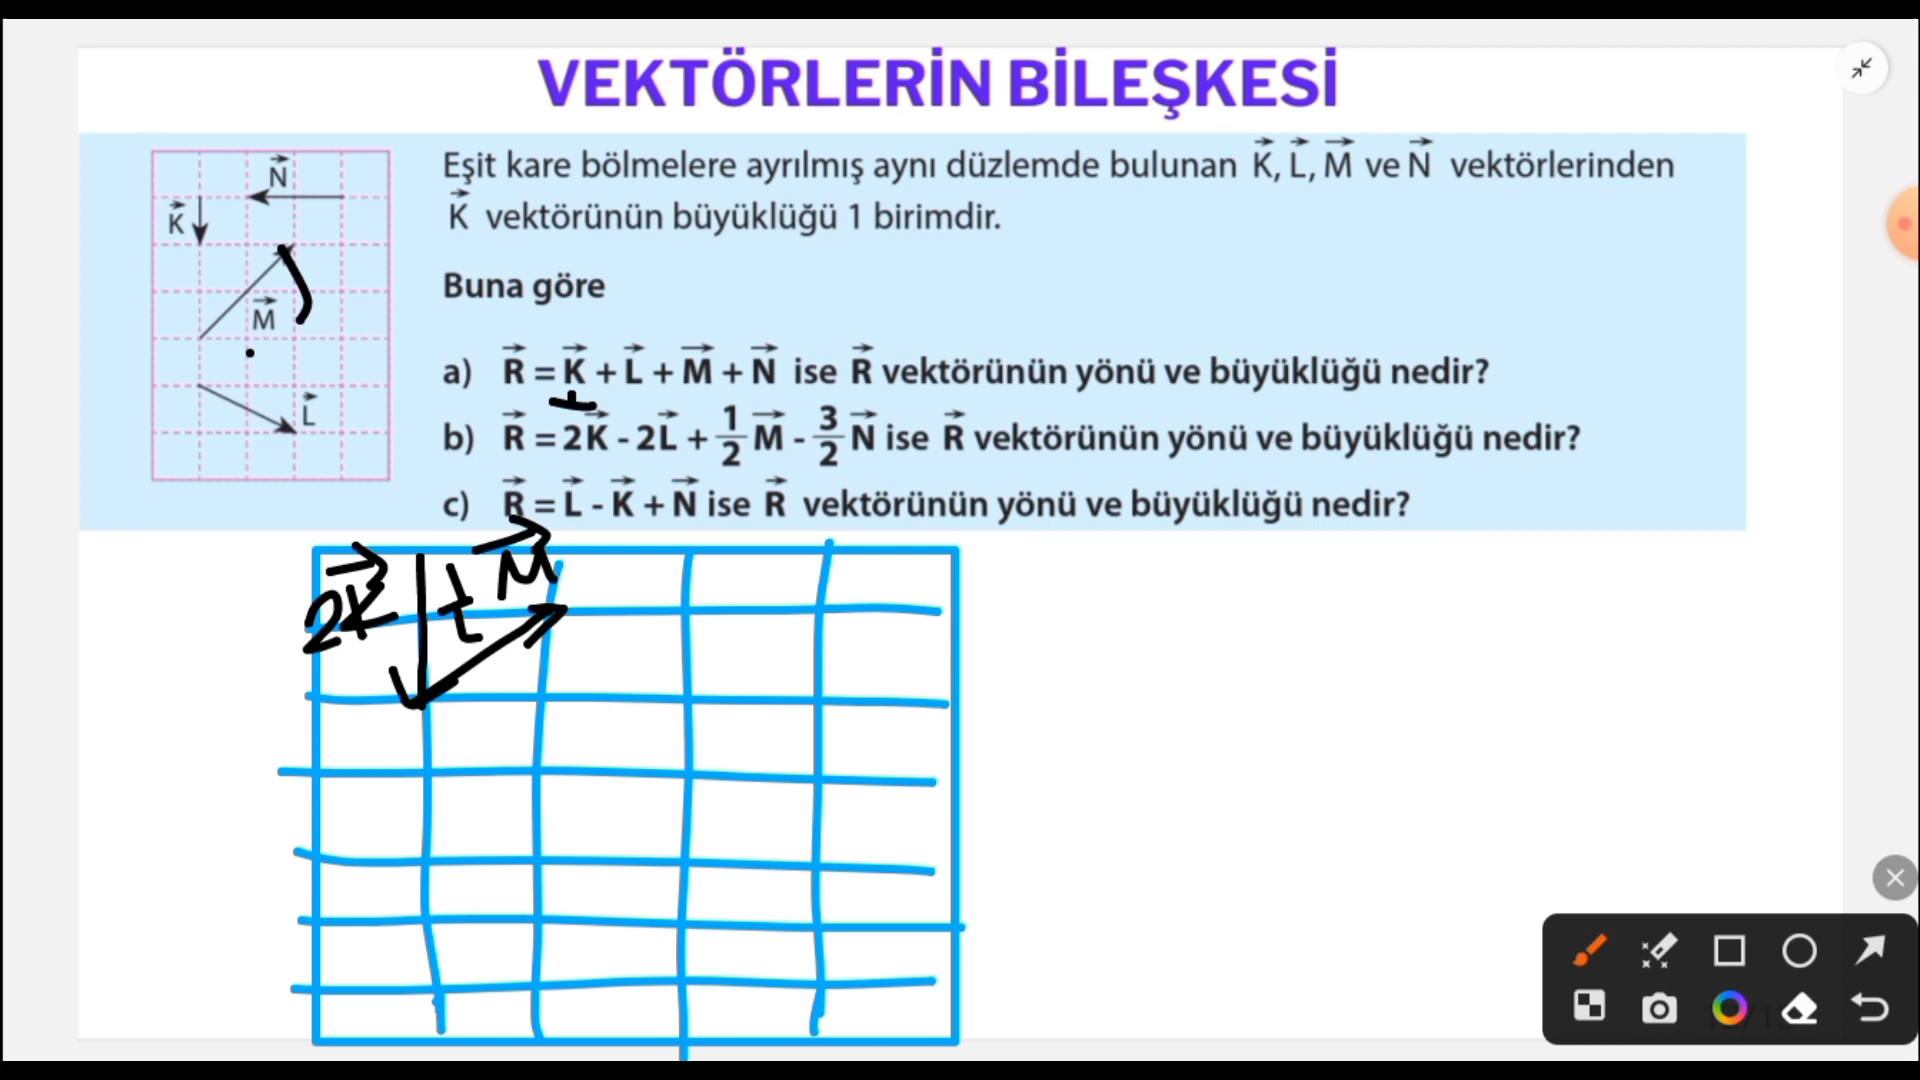 VEKTÖRLERİN BİLEŞKESİ
N
K
M
L
Eşit kare bölmelere ayrılmış aynı düzlemde bulunan K, L, M ve N vektörlerinden
K vektörünün büyüklüğü 1 birimdir.
Buna göre
a) R = K + L + M + N ise R vektörünün yönü ve büyüklüğü nedir?
b) R = 2K - 2L + 1/2 M - 3/2 N ise R vektörünün yönü ve büyüklüğü nedir?
c) R = L - K + N ise R vektörünün yönü ve büyüklüğü nedir?
2K + M